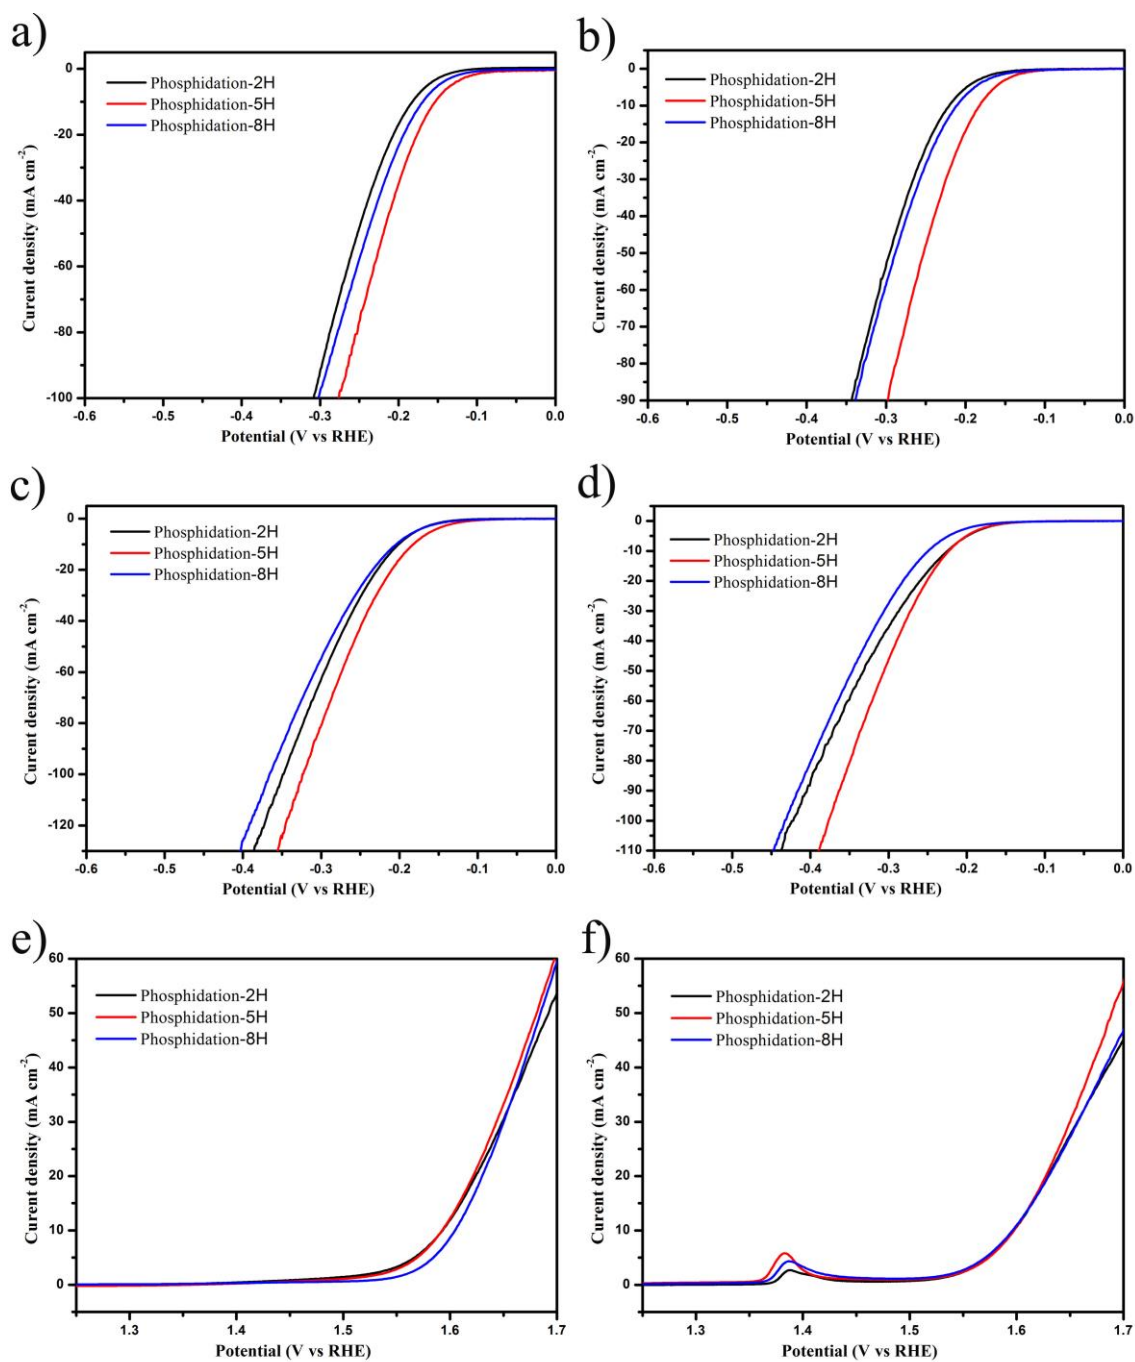 a)
0
-20
-40
-60
-80
-100
Curent density (mA cm-2)
Phosphidation-2H
Phosphidation-5H
Phosphidation-8H
-0.6 -0.5 -0.4 -0.3 -0.2 -0.1 0.0
Potential (V vs RHE)
b)
0
-10
-20
-30
-40
-50
-60
-70
-80
-90
Curent density (mA cm-2)
Phosphidation-2H
Phosphidation-5H
Phosphidation-8H
-0.6 -0.5 -0.4 -0.3 -0.2 -0.1 0.0
Potential (V vs RHE)
c)
0
-20
-40
-60
-80
-100
-120
Curent density (mA cm-2)
Phosphidation-2H
Phosphidation-5H
Phosphidation-8H
-0.6 -0.5 -0.4 -0.3 -0.2 -0.1 0.0
Potential (V vs RHE)
d)
0
-10
-20
-30
-40
-50
-60
-70
-80
-90
-100
-110
Curent density (mA cm-2)
Phosphidation-2H
Phosphidation-5H
Phosphidation-8H
-0.6 -0.5 -0.4 -0.3 -0.2 -0.1 0.0
Potential (V vs RHE)
e)
60
50
40
30
20
10
0
Curent density (mA cm-2)
Phosphidation-2H
Phosphidation-5H
Phosphidation-8H
1.3 1.4 1.5 1.6 1.7
Potential (V vs RHE)
f)
60
50
40
30
20
10
0
Curent density (mA cm-2)
Phosphidation-2H
Phosphidation-5H
Phosphidation-8H
1.3 1.4 1.5 1.6 1.7
Potential (V vs RHE)